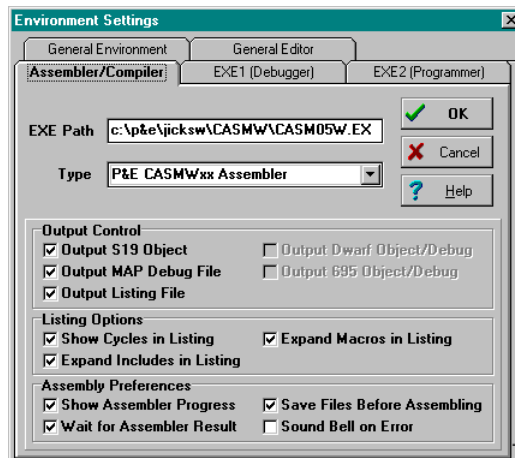 Environment Settings
General Environment
General Editor
Assembler/Compiler
EXE1 (Debugger)
EXE2 (Programmer)
EXE Path
c:\p&e\jicksw\CASMW\CASM05W.EX
OK
Cancel
Type
P&E CASMWxx Assembler
Help
Output Control
Output S19 Object
Output Dwarf Object/Debug
Output MAP Debug File
Output 695 Object/Debug
Output Listing File
Listing Options
Show Cycles in Listing
Expand Macros in Listing
Expand Includes in Listing
Assembly Preferences
Show Assembler Progress
Save Files Before Assembling
Wait for Assembler Result
Sound Bell on Error